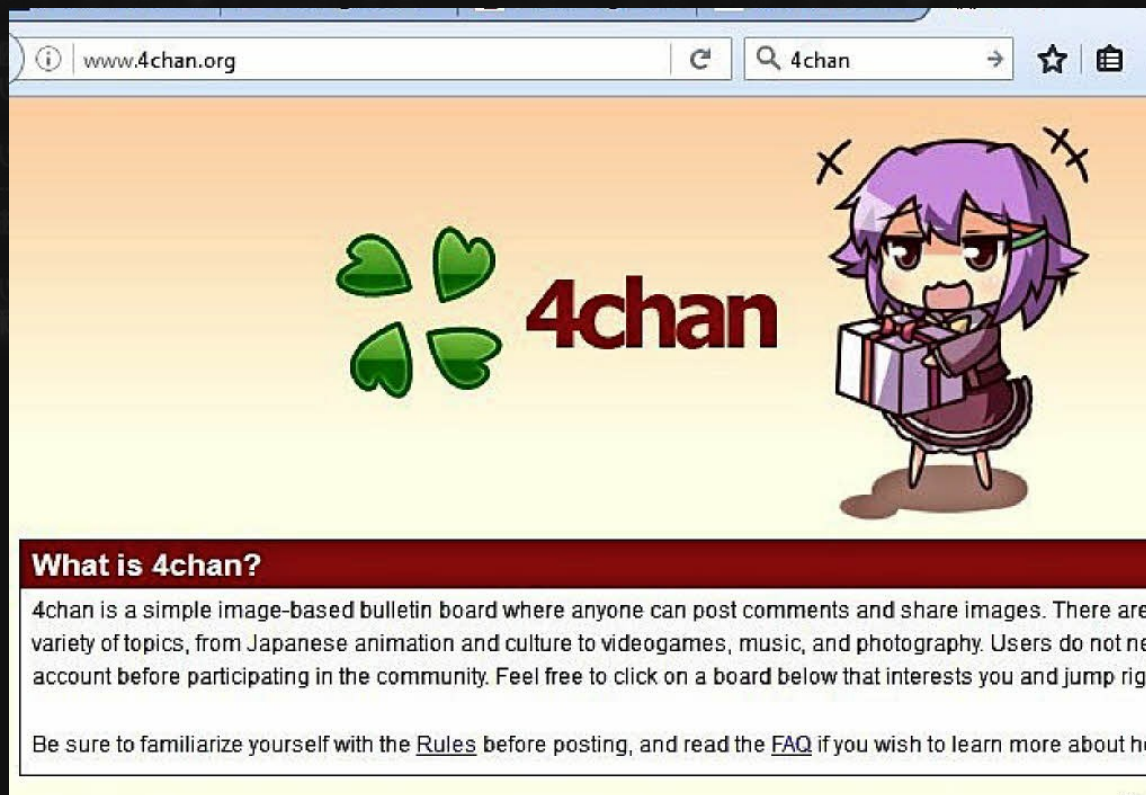 www.4chan.org
4chan
4chan
What is 4chan?
4chan is a simple image-based bulletin board where anyone can post comments and share images. There are
variety of topics, from Japanese animation and culture to videogames, music, and photography. Users do not ne
account before participating in the community. Feel free to click on a board below that interests you and jump rig
Be sure to familiarize yourself with the Rules before posting, and read the FAQ if you wish to learn more about h